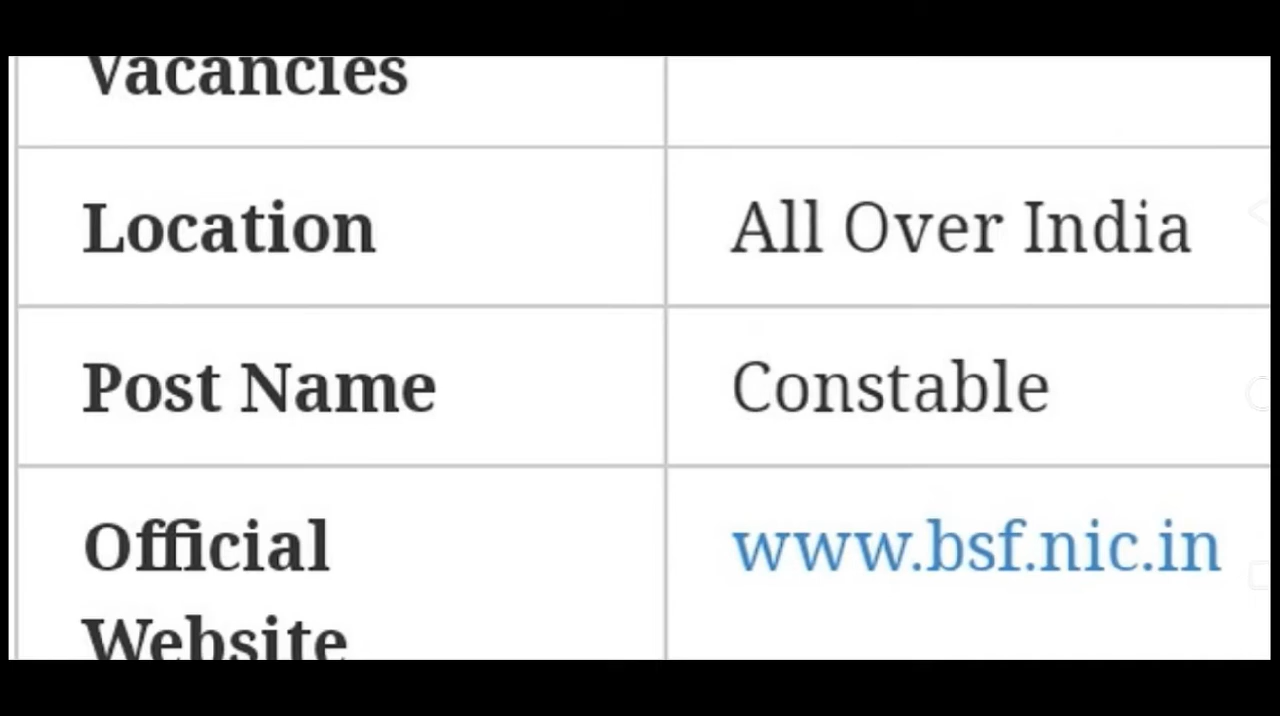 Vacancies
Location All Over India
Post Name Constable
Official www.bsf.nic.in
Website